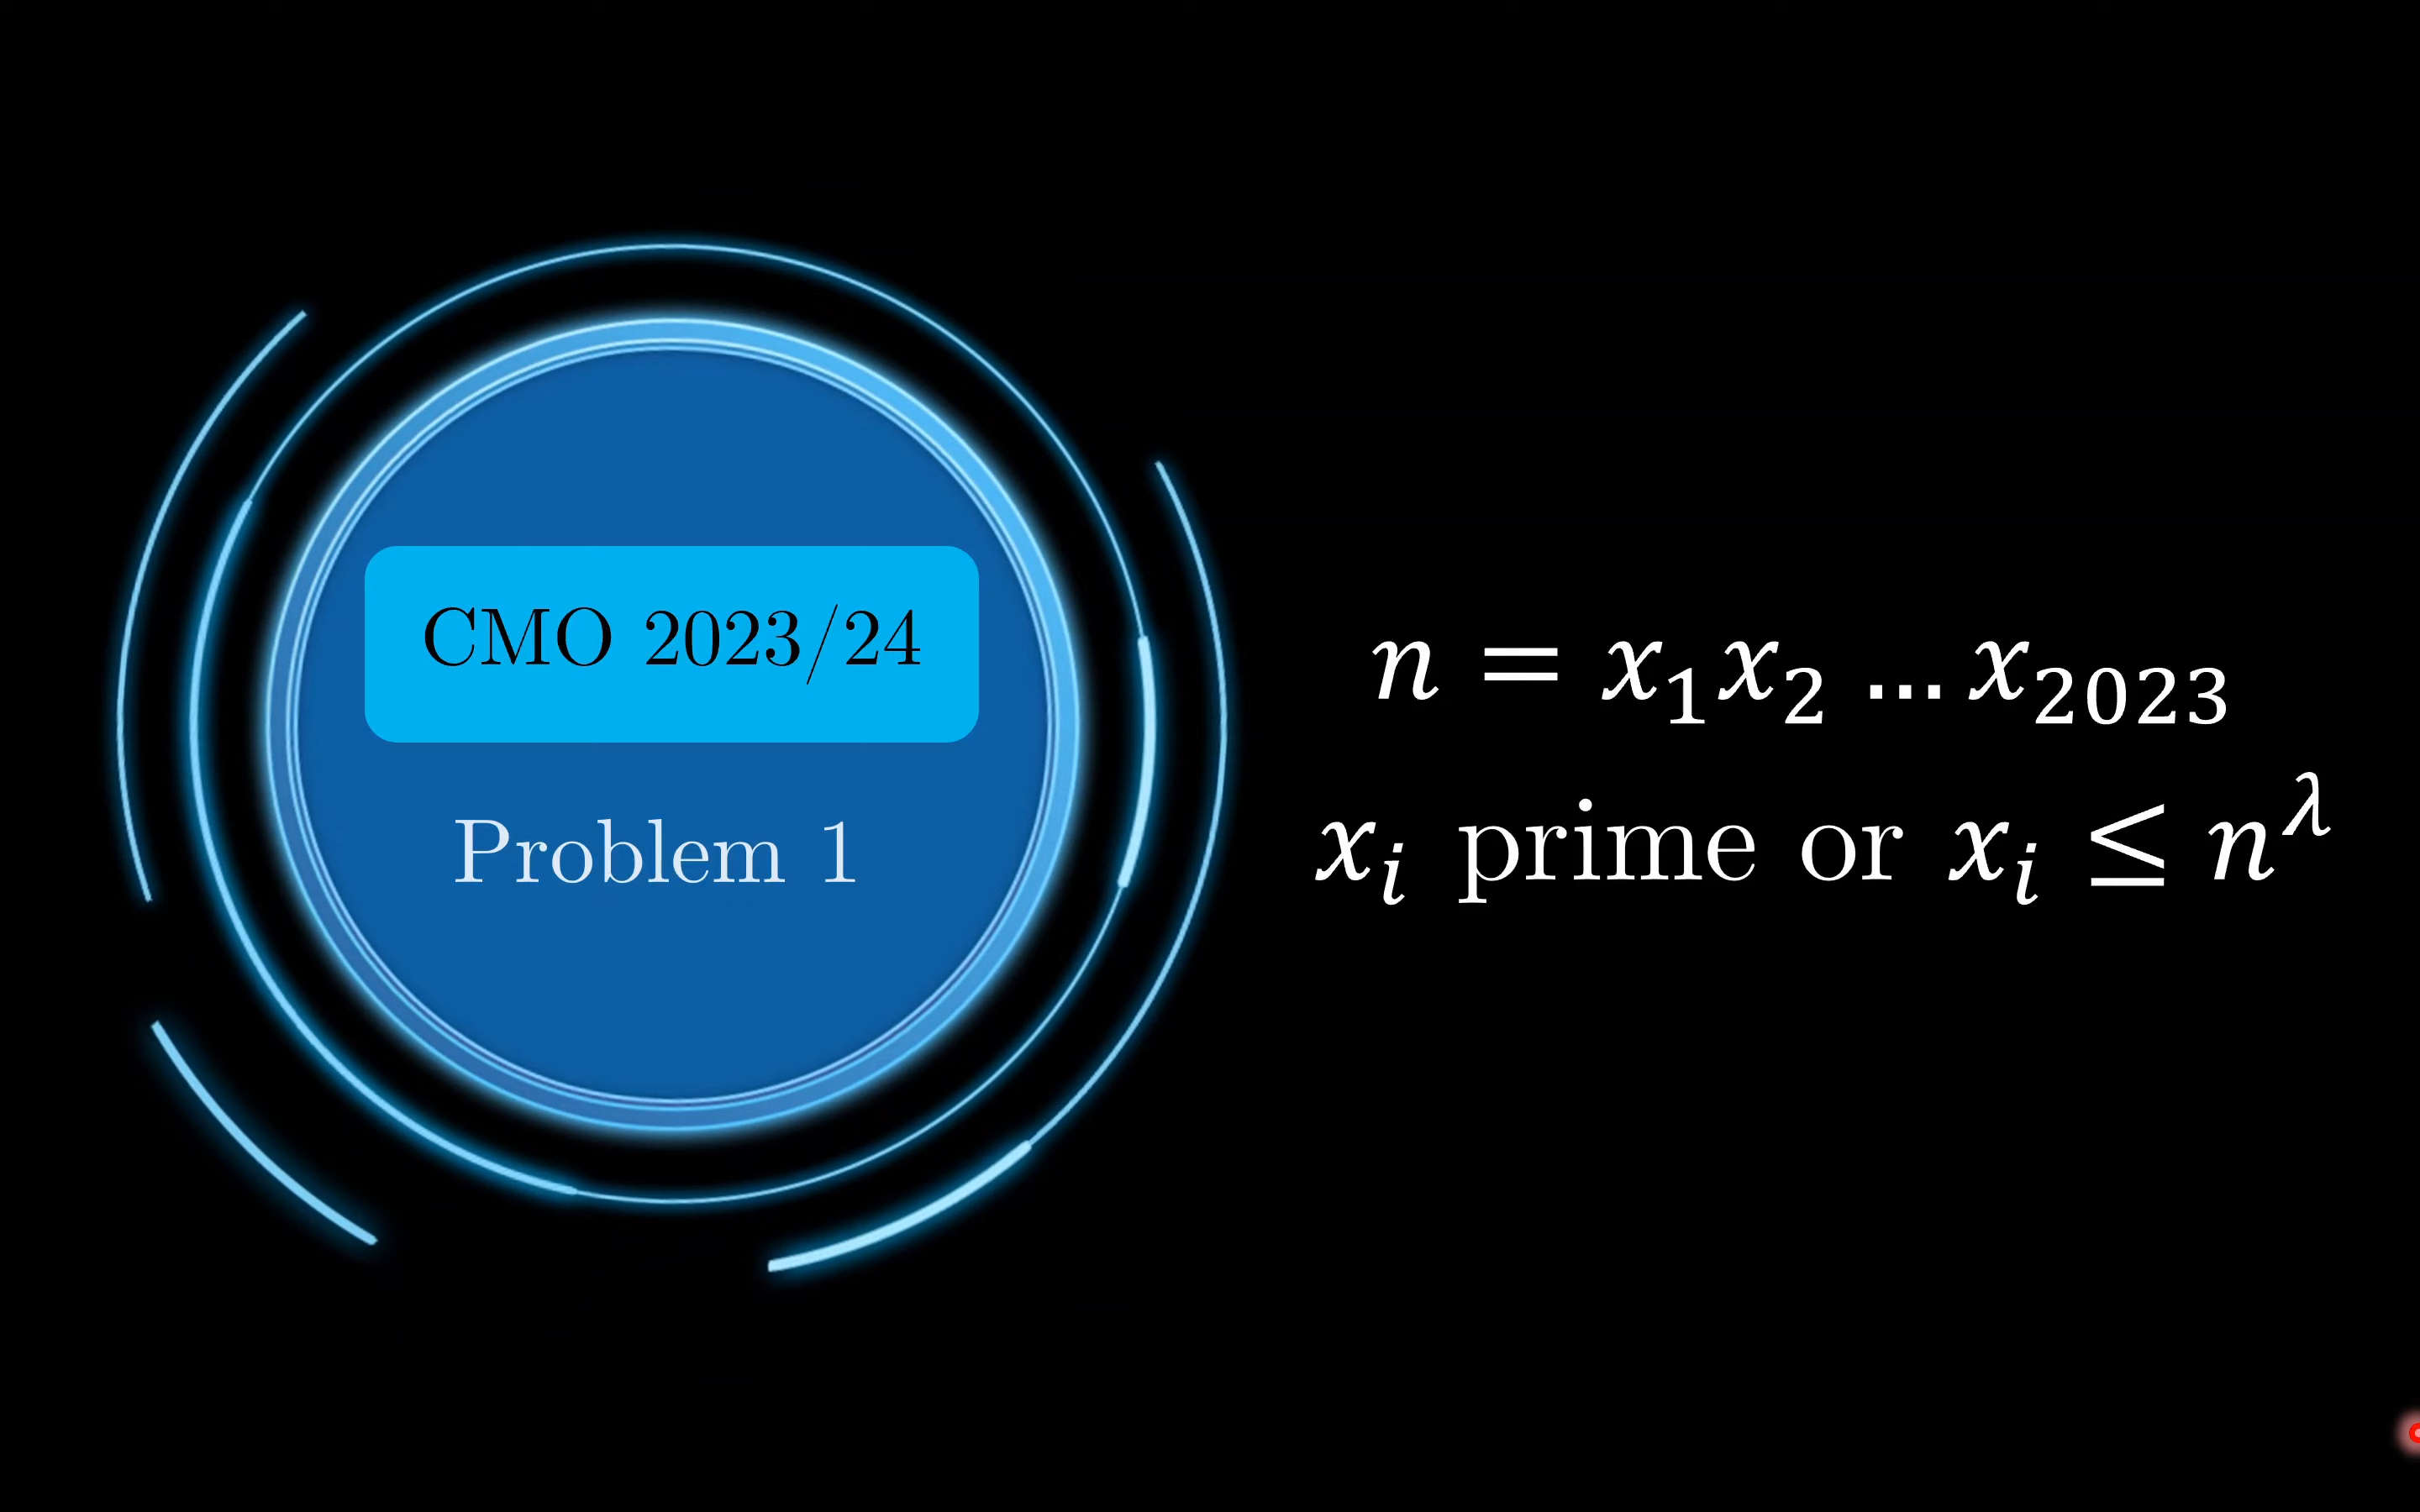 CMO 2023/24
Problem 1
n = x₁x₂ … x₂₀₂₃
xᵢ prime or xᵢ ≤ n^λ